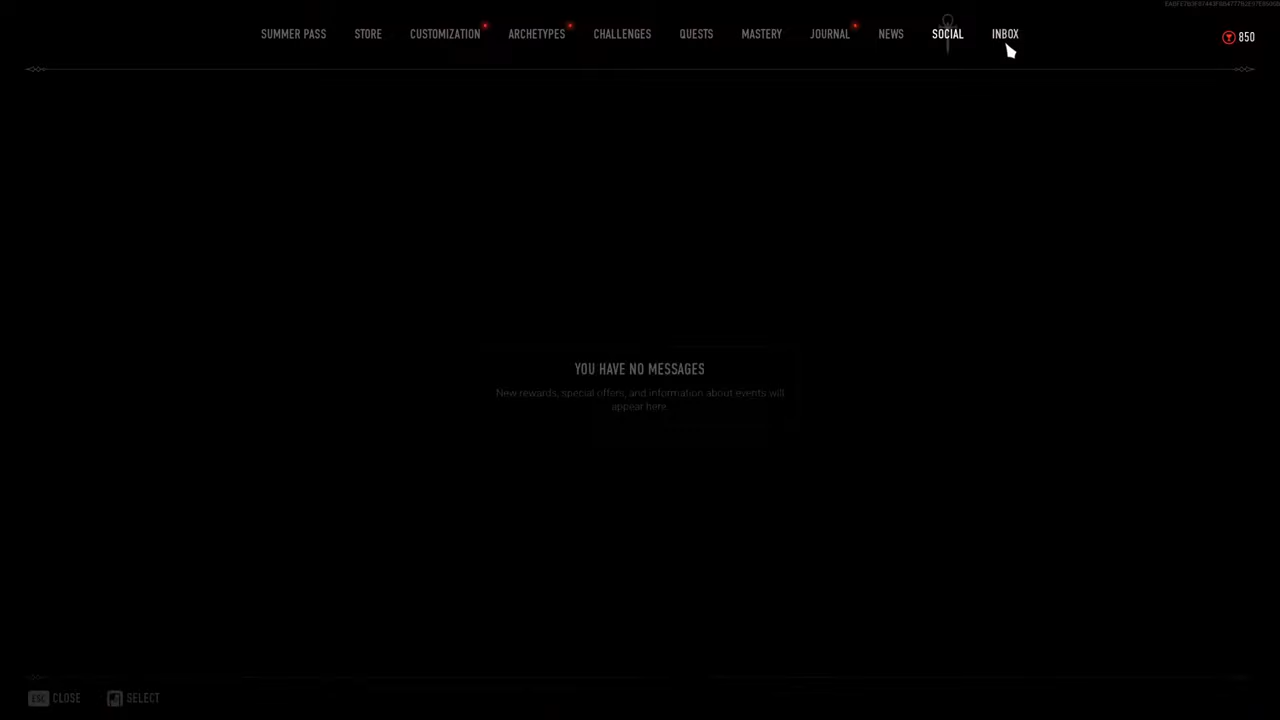 SUMMER PASS STORE CUSTOMIZATION ARCHETYPES CHALLENGES QUESTS MASTERY JOURNAL NEWS SOCIAL INBOX 850
YOU HAVE NO MESSAGES
New rewards, special offers, and information about events will
appear here.
ESC CLOSE SELECT